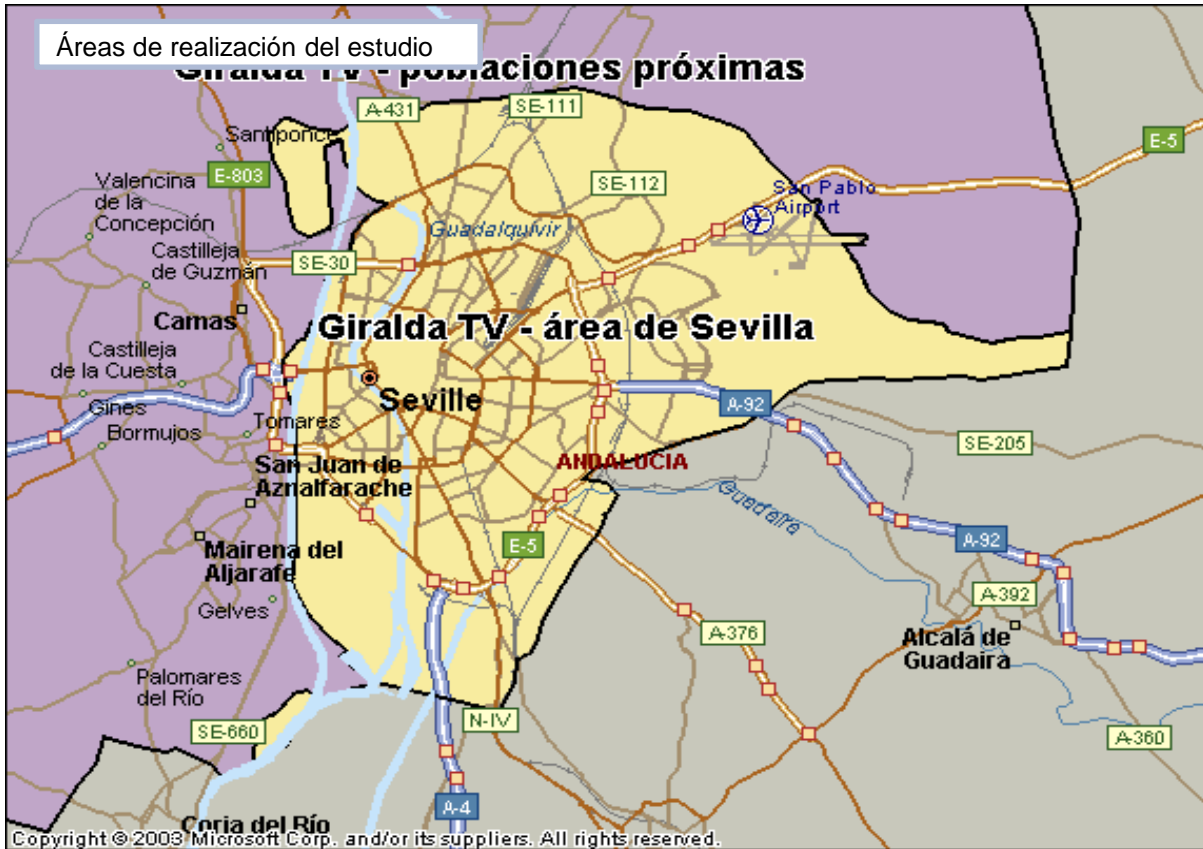 Áreas de realización del estudio
Giralda TV - poblaciones próximas
A-431
SE-111
E-5
Santiponce
E-803
SE-112
Valencina
de la
Concepción
San Pablo
Airport
Guadalquivir
Castilleja
de Guzmán
SE-30
Camas
Giralda TV - área de Sevilla
Castilleja
de la Cuesta
Seville
Gines
A-92
Bormujos
Tomares
SE-205
ANDALUCIA
San Juan de
Aznalfarache
Guadaira
E-5
A-92
Mairena del
Aljarafe
A-392
Gelves
A-376
Alcalá de
Guadaira
Palomares
del Río
N-IV
SE-660
A-360
A-4
Coria del Río
Copyright © 2003 Microsoft Corp. and/or its suppliers. All rights reserved.